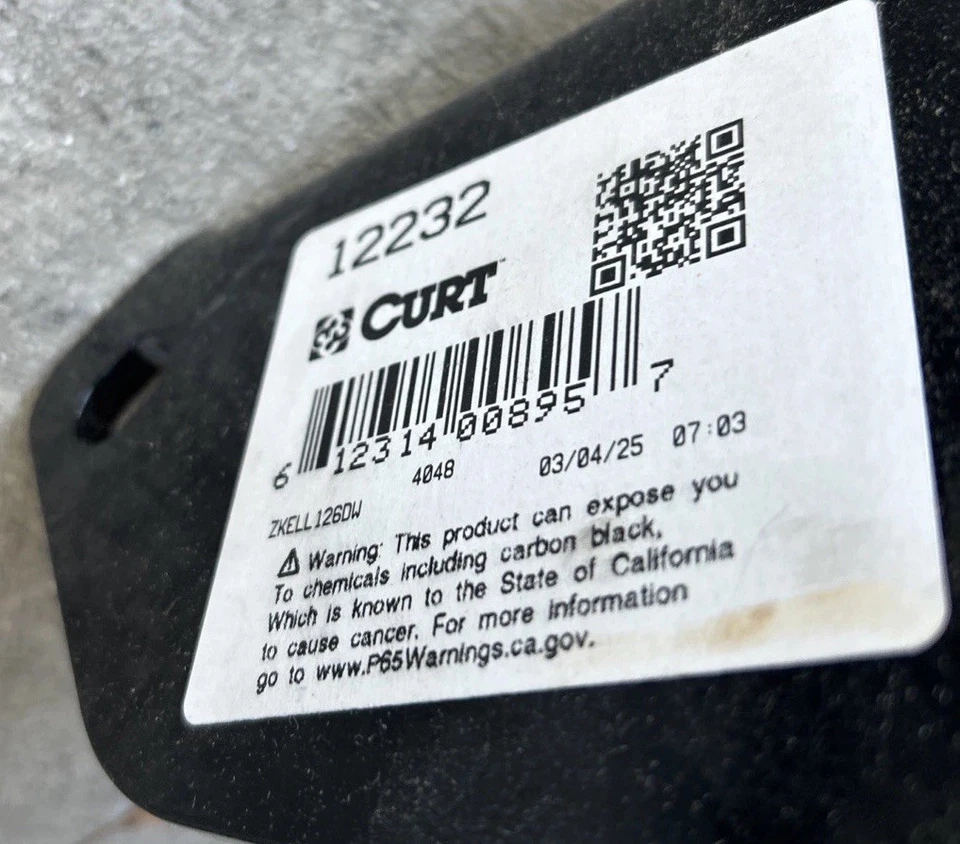 12232
CURT™
6 12314 00895 7
4048 03/04/25 07:03
ZKELL126DW
⚠ Warning: This product can expose you
To chemicals including carbon black,
Which is known to the State of California
to cause cancer. For more information
go to www.P65Warnings.ca.gov.